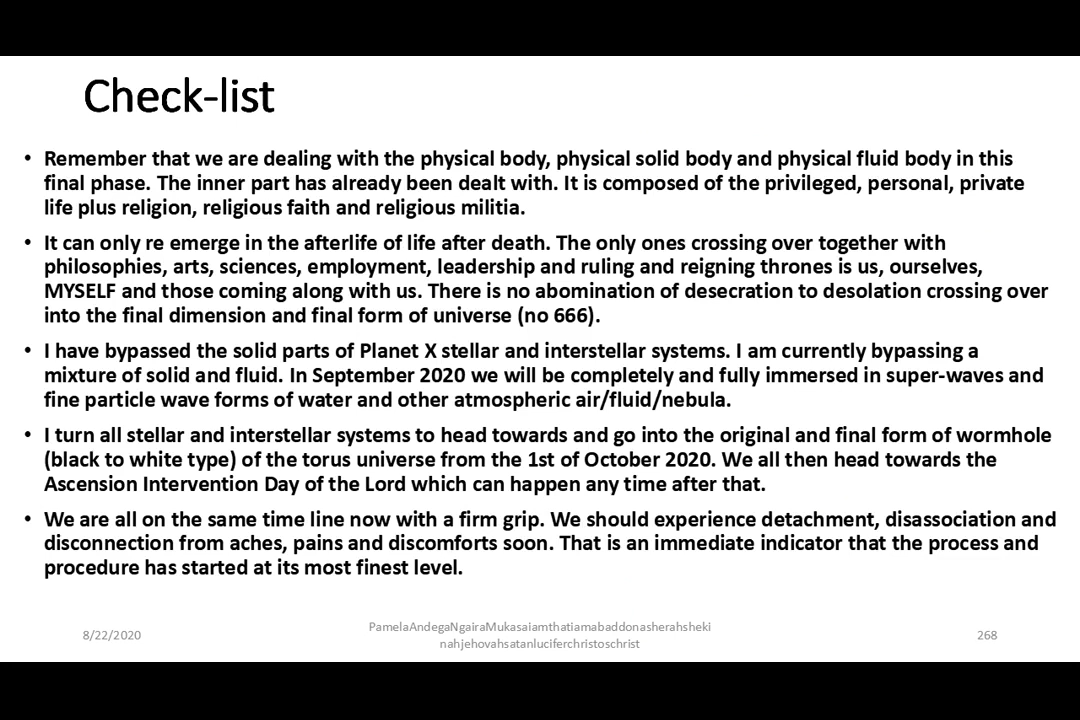 Check-list
• Remember that we are dealing with the physical body, physical solid body and physical fluid body in this
final phase. The inner part has already been dealt with. It is composed of the privileged, personal, private
life plus religion, religious faith and religious militia.
• It can only re emerge in the afterlife of life after death. The only ones crossing over together with
philosophies, arts, sciences, employment, leadership and ruling and reigning thrones is us, ourselves,
MYSELF and those coming along with us. There is no abomination of desecration to desolation crossing over
into the final dimension and final form of universe (no 666).
• I have bypassed the solid parts of Planet X stellar and interstellar systems. I am currently bypassing a
mixture of solid and fluid. In September 2020 we will be completely and fully immersed in super-waves and
fine particle wave forms of water and other atmospheric air/fluid/nebula.
• I turn all stellar and interstellar systems to head towards and go into the original and final form of wormhole
(black to white type) of the torus universe from the 1st of October 2020. We all then head towards the
Ascension Intervention Day of the Lord which can happen any time after that.
• We are all on the same time line now with a firm grip. We should experience detachment, disassociation and
disconnection from aches, pains and discomforts soon. That is an immediate indicator that the process and
procedure has started at its most finest level.
8/22/2020
PamelaAndegaNgairaMukasaiamthatiamabaddonasherahsheki
nahjehovahsatanluciferchristoschrist
268